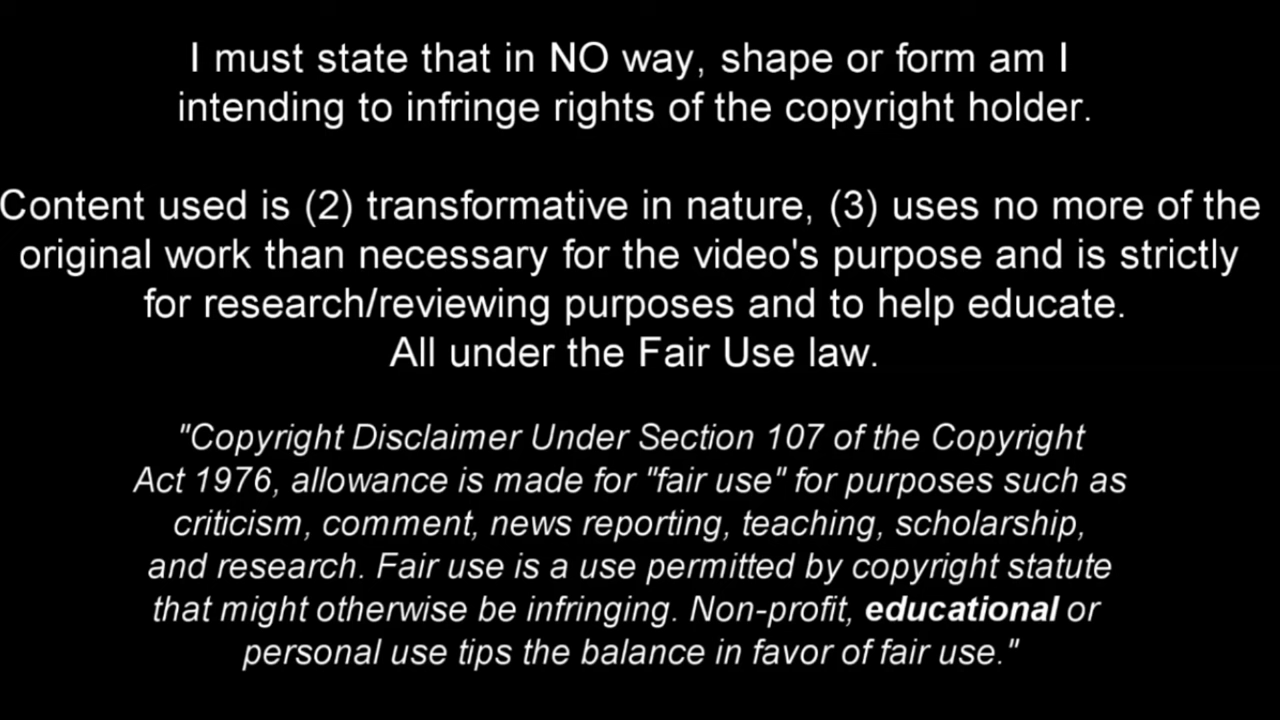 I must state that in NO way, shape or form am I
intending to infringe rights of the copyright holder.
Content used is (2) transformative in nature, (3) uses no more of the
original work than necessary for the video's purpose and is strictly
for research/reviewing purposes and to help educate.
All under the Fair Use law.
"Copyright Disclaimer Under Section 107 of the Copyright
Act 1976, allowance is made for "fair use" for purposes such as
criticism, comment, news reporting, teaching, scholarship,
and research. Fair use is a use permitted by copyright statute
that might otherwise be infringing. Non-profit, educational or
personal use tips the balance in favor of fair use."